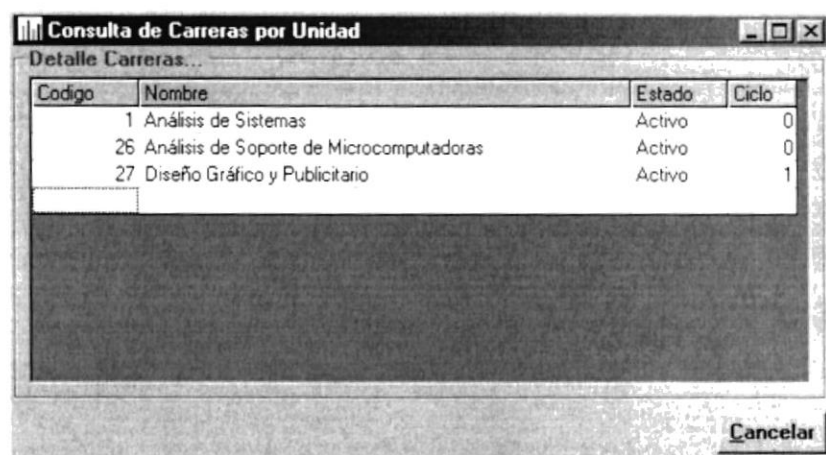 Consulta de Carreras por Unidad
Detalle Carreras...
Codigo Nombre Estado Ciclo
1 Análisis de Sistemas Activo 0
26 Análisis de Soporte de Microcomputadoras Activo 0
27 Diseño Gráfico y Publicitario Activo 1
Cancelar